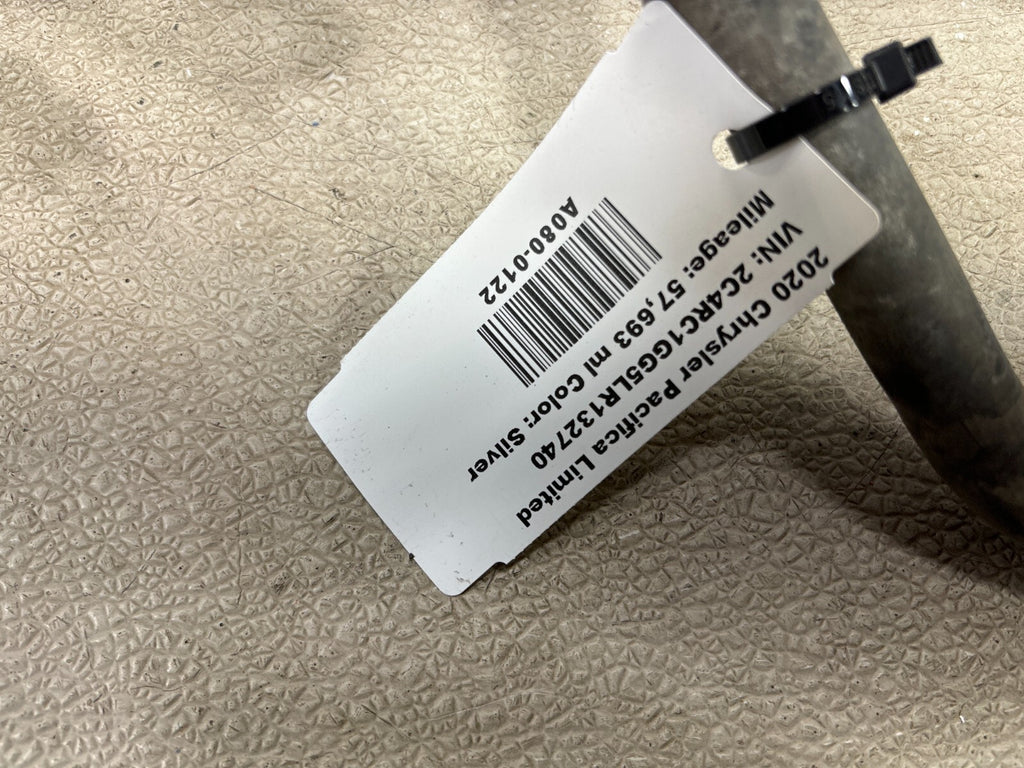 2020 Chrysler Pacifica Limited
VIN: 2C4RC1GG5LR132740
Mileage: 57,693 mI Color: Silver
A080-0122